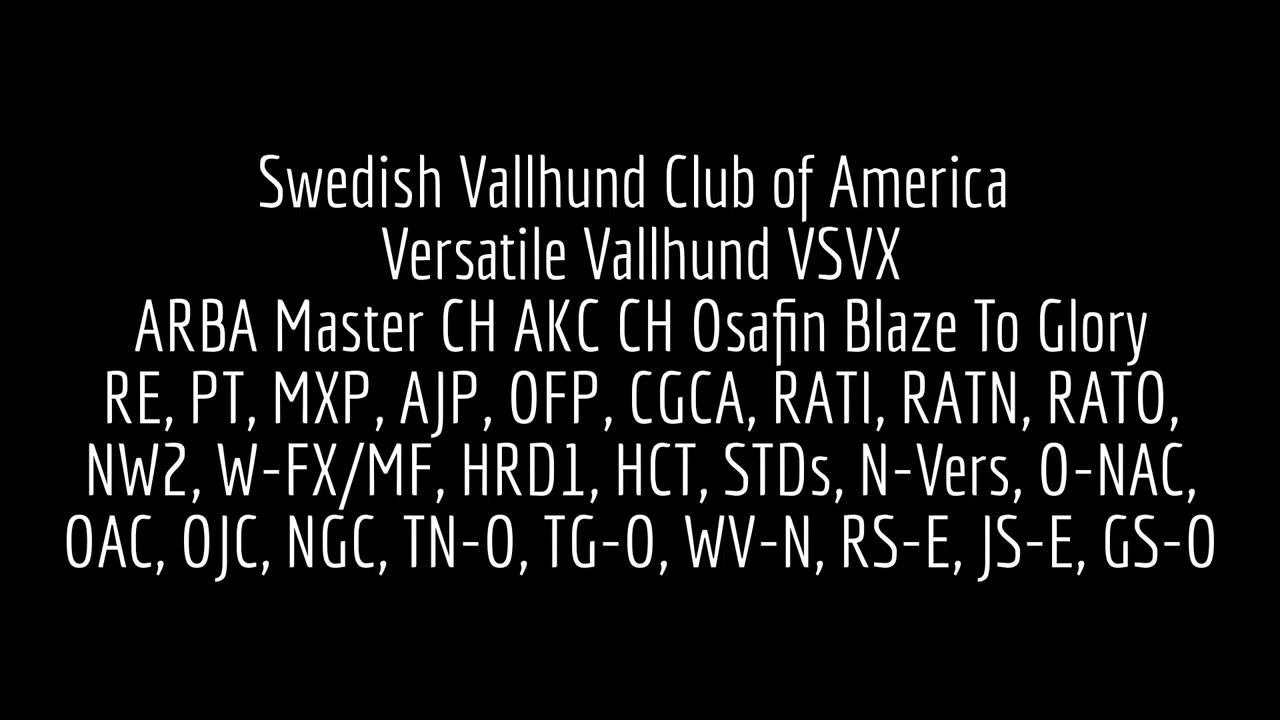 Swedish Vallhund Club of America
Versatile Vallhund VSVX
ARBA Master CH AKC CH Osafin Blaze To Glory
RE, PT, MXP, AJP, OFP, CGCA, RATI, RATN, RATO,
NW2, W-FX/MF, HRD1, HCT, STDs, N-Vers, O-NAC,
OAC, OJC, NGC, TN-O, TG-O, WV-N, RS-E, JS-E, GS-O